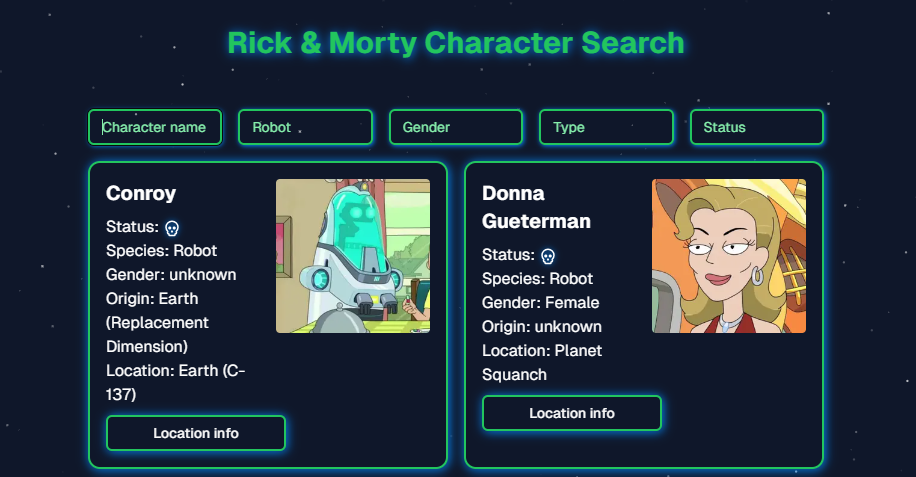 Rick & Morty Character Search
Character name
Robot
Gender
Type
Status
Conroy
Status:
Species: Robot
Gender: unknown
Origin: Earth
(Replacement
Dimension)
Location: Earth (C-
137)
Location info
Donna
Gueterman
Status:
Species: Robot
Gender: Female
Origin: unknown
Location: Planet
Squanch
Location info